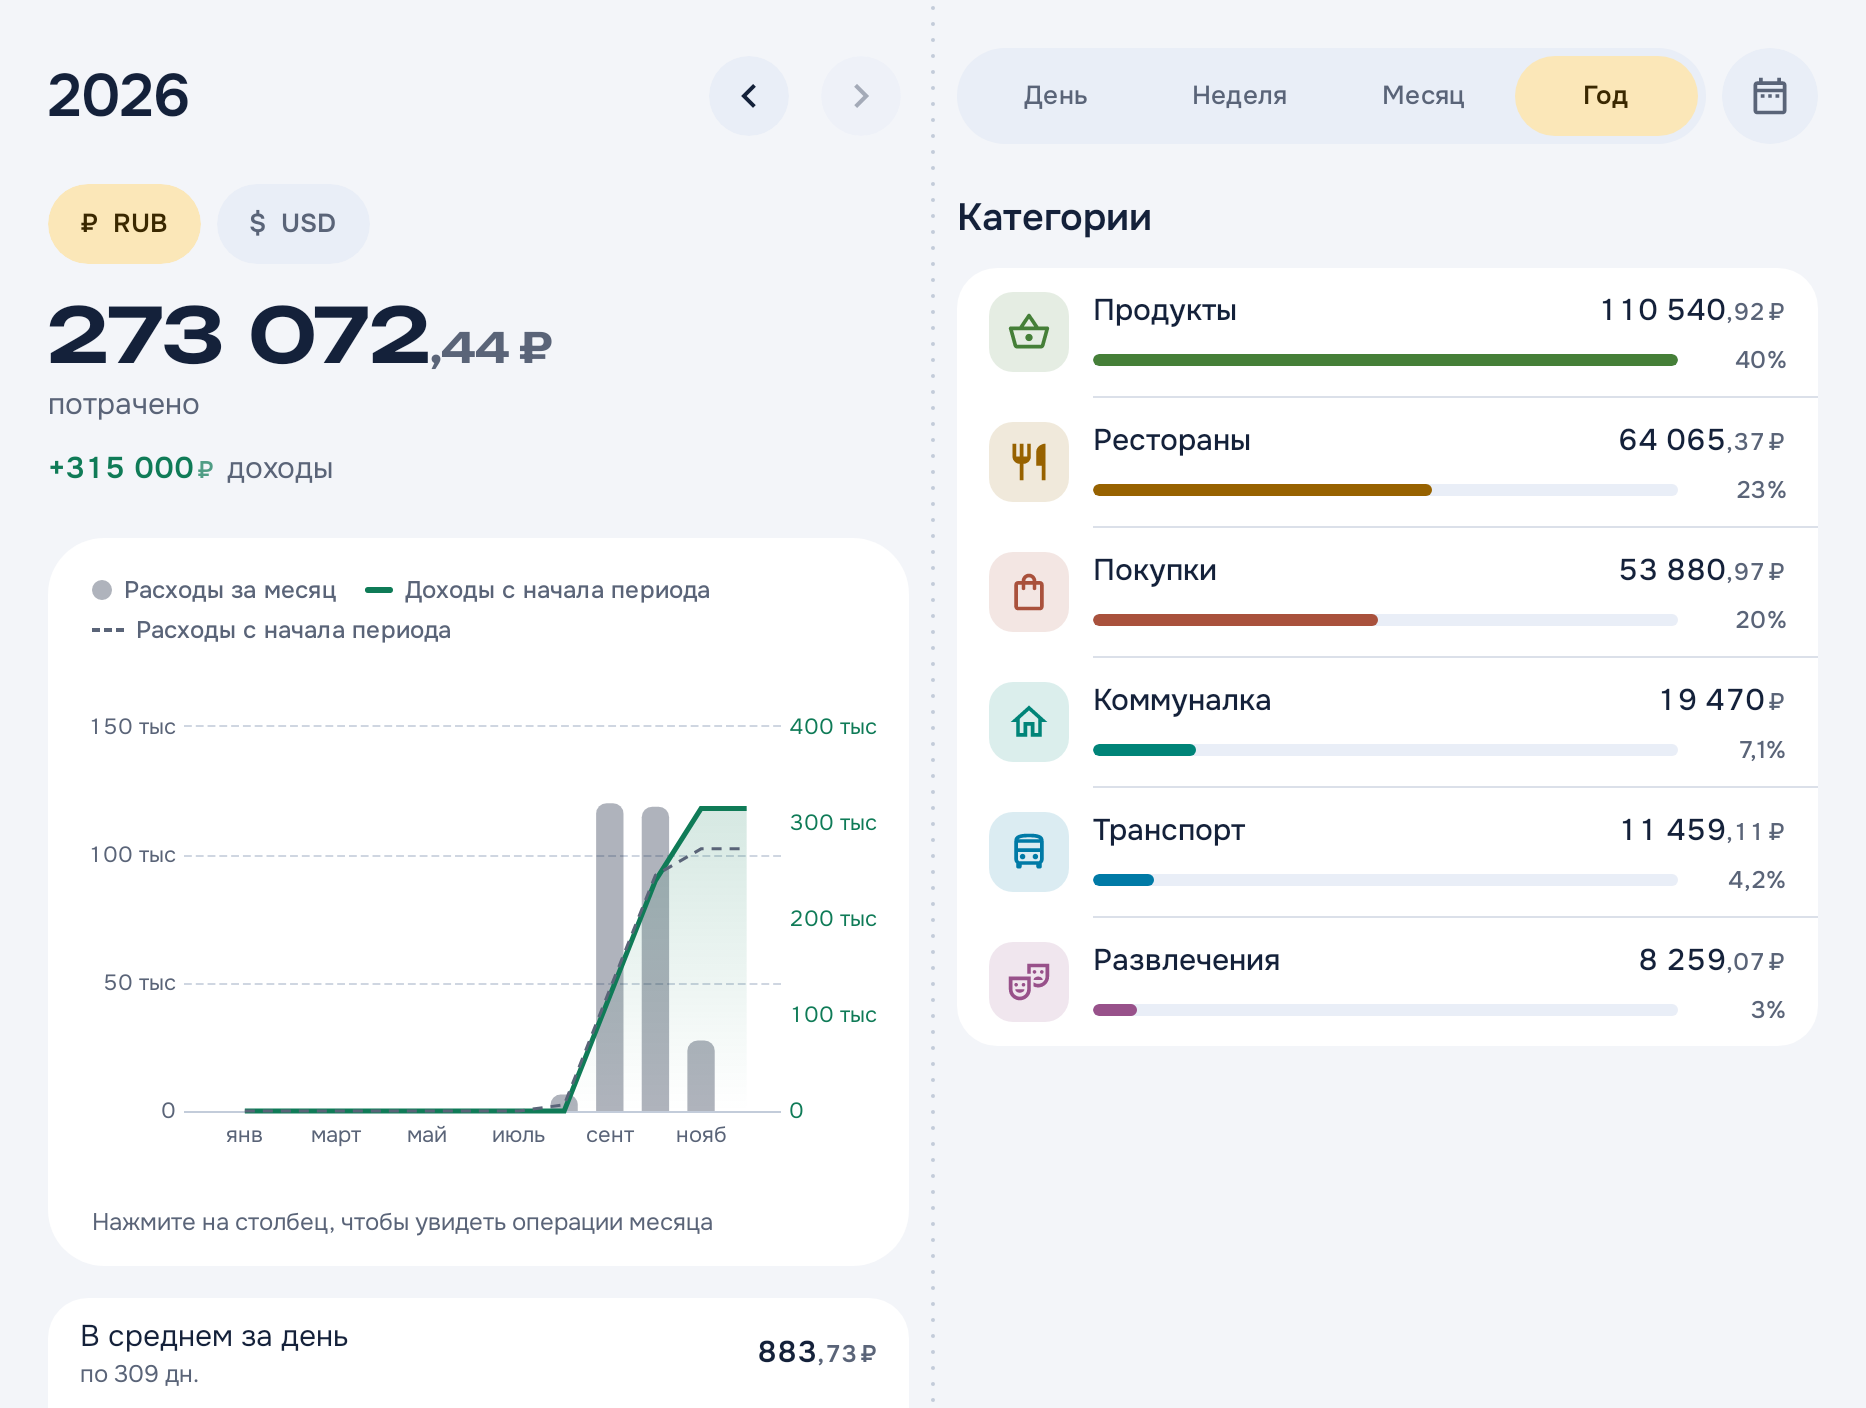 2026
₽ RUB
$ USD
273 072,44 ₽
потрачено
+315 000 ₽ доходы
Расходы за месяц
Доходы с начала периода
Расходы с начала периода
150 тыс
400 тыс
300 тыс
100 тыс
200 тыс
50 тыс
100 тыс
0
0
янв март май июль сент нояб
Нажмите на столбец, чтобы увидеть операции месяца
В среднем за день
по 309 дн.
883,73 ₽
День Неделя Месяц Год
Категории
Продукты 110 540,92 ₽
40%
Рестораны 64 065,37 ₽
23%
Покупки 53 880,97 ₽
20%
Коммуналка 19 470 ₽
7,1%
Транспорт 11 459,11 ₽
4,2%
Развлечения 8 259,07 ₽
3%